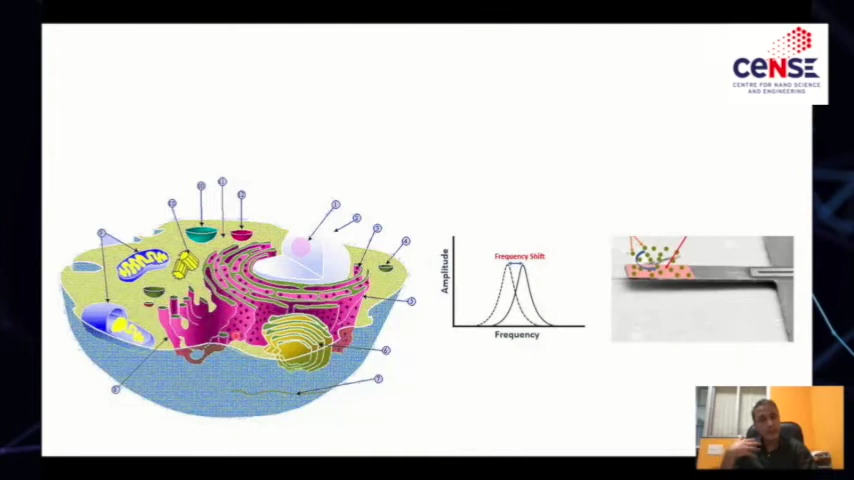 ceNSE
CENTRE FOR NANO SCIENCE
AND ENGINEERING
Frequency Shift
Amplitude
Frequency